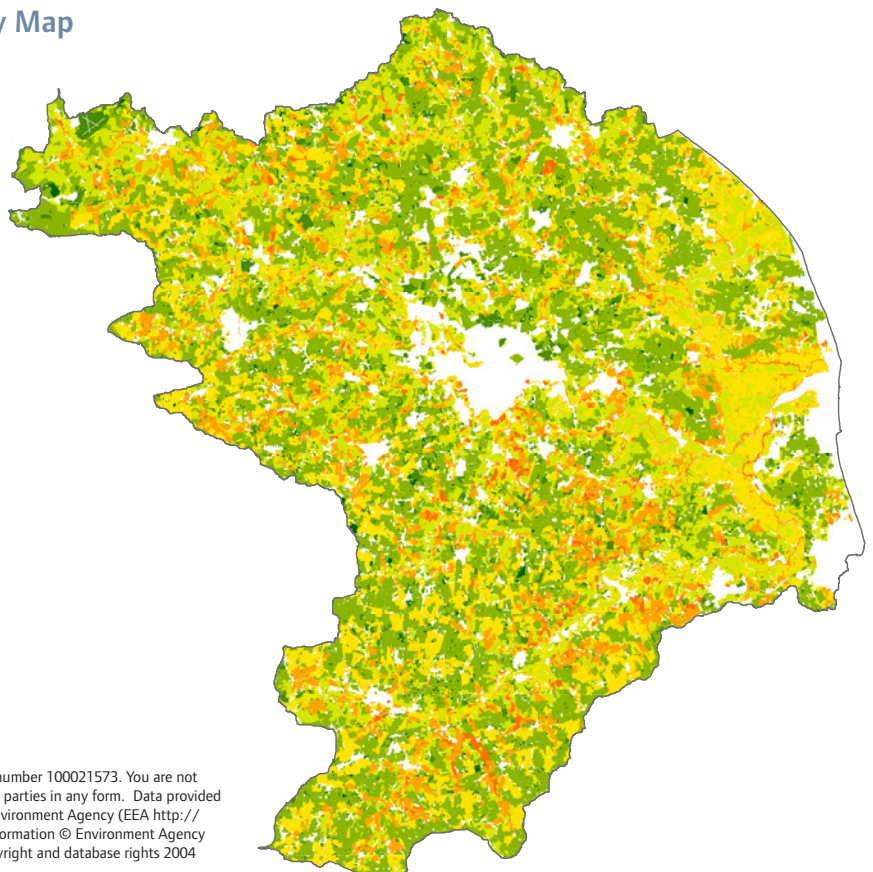 Map
number 100021573. You are not
parties in any form. Data provided
vironment Agency (EEA http://
ormation © Environment Agency
yright and database rights 2004